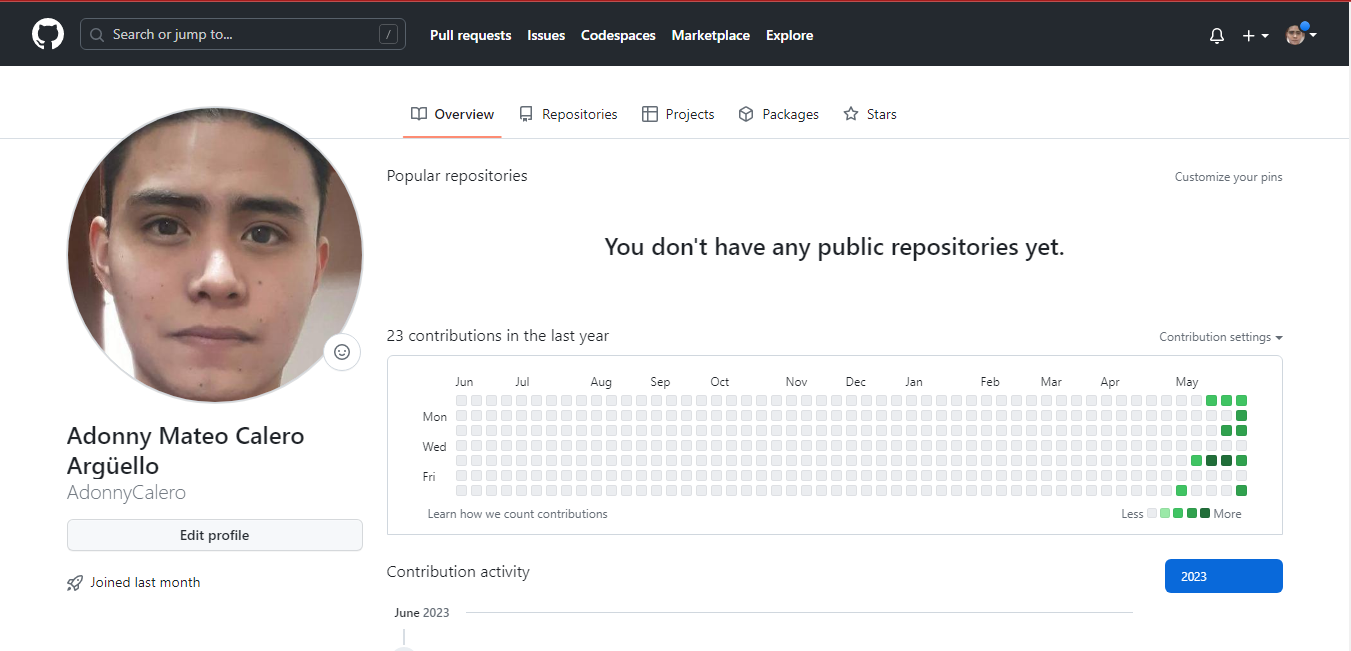 Search or jump to... /
Pull requests Issues Codespaces Marketplace Explore
Overview Repositories Projects Packages Stars
Popular repositories
Customize your pins
You don't have any public repositories yet.
23 contributions in the last year
Contribution settings
Jun Jul Aug Sep Oct Nov Dec Jan Feb Mar Apr May
Mon
Wed
Fri
Learn how we count contributions
Less More
Adonny Mateo Calero
Argüello
AdonnyCalero
Edit profile
Joined last month
Contribution activity
2023
June 2023